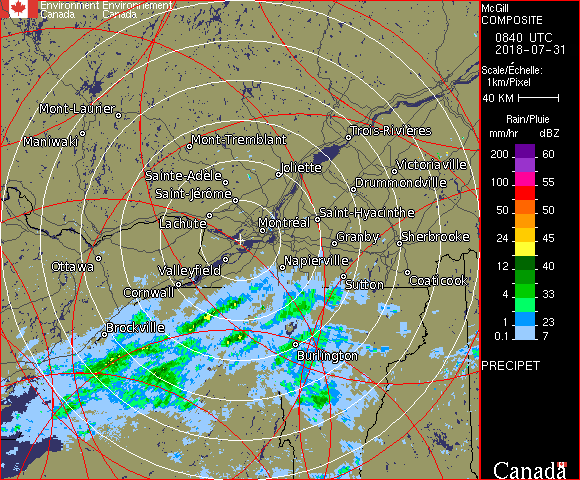 Environment Environnement
Canada Canada
McGill
COMPOSITE
0840 UTC
2018-07-31
Scale/Échelle:
1km/Pixel
40 KM
Rain/Pluie
mm/hr dBZ
200 60
100 55
50 50
24 45
12 40
4 33
1 23
0.1 7
PRECIPET
Canada
Mont-Laurier
Maniwaki
Mont-Tremblant
Trois-Rivières
Joliette
Victoriaville
Sainte-Adèle
Drummondville
Saint-Jérôme
Saint-Hyacinthe
Lachute
Montréal
Granby
Sherbrooke
Ottawa
Napierville
Valleyfield
Cornwall
Sutton
Coaticook
Brockville
Burlington